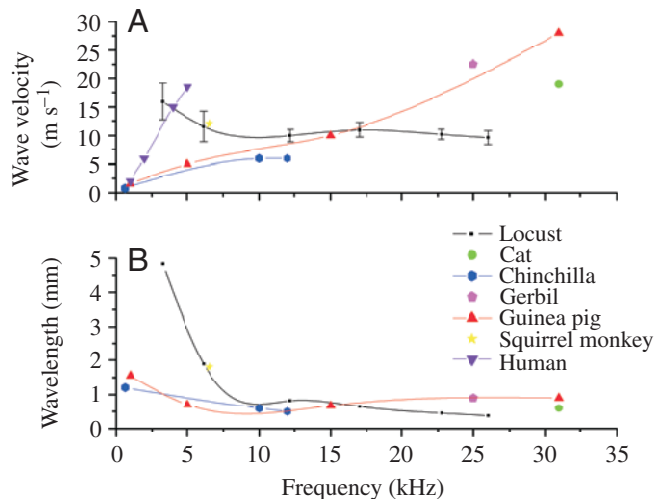 A
Wave velocity
(m s⁻¹)
30
25
20
15
10
5
0
B
Wavelength (mm)
5
4
3
2
1
0
Locust
Cat
Chinchilla
Gerbil
Guinea pig
Squirrel monkey
Human
0 5 10 15 20 25 30 35
Frequency (kHz)